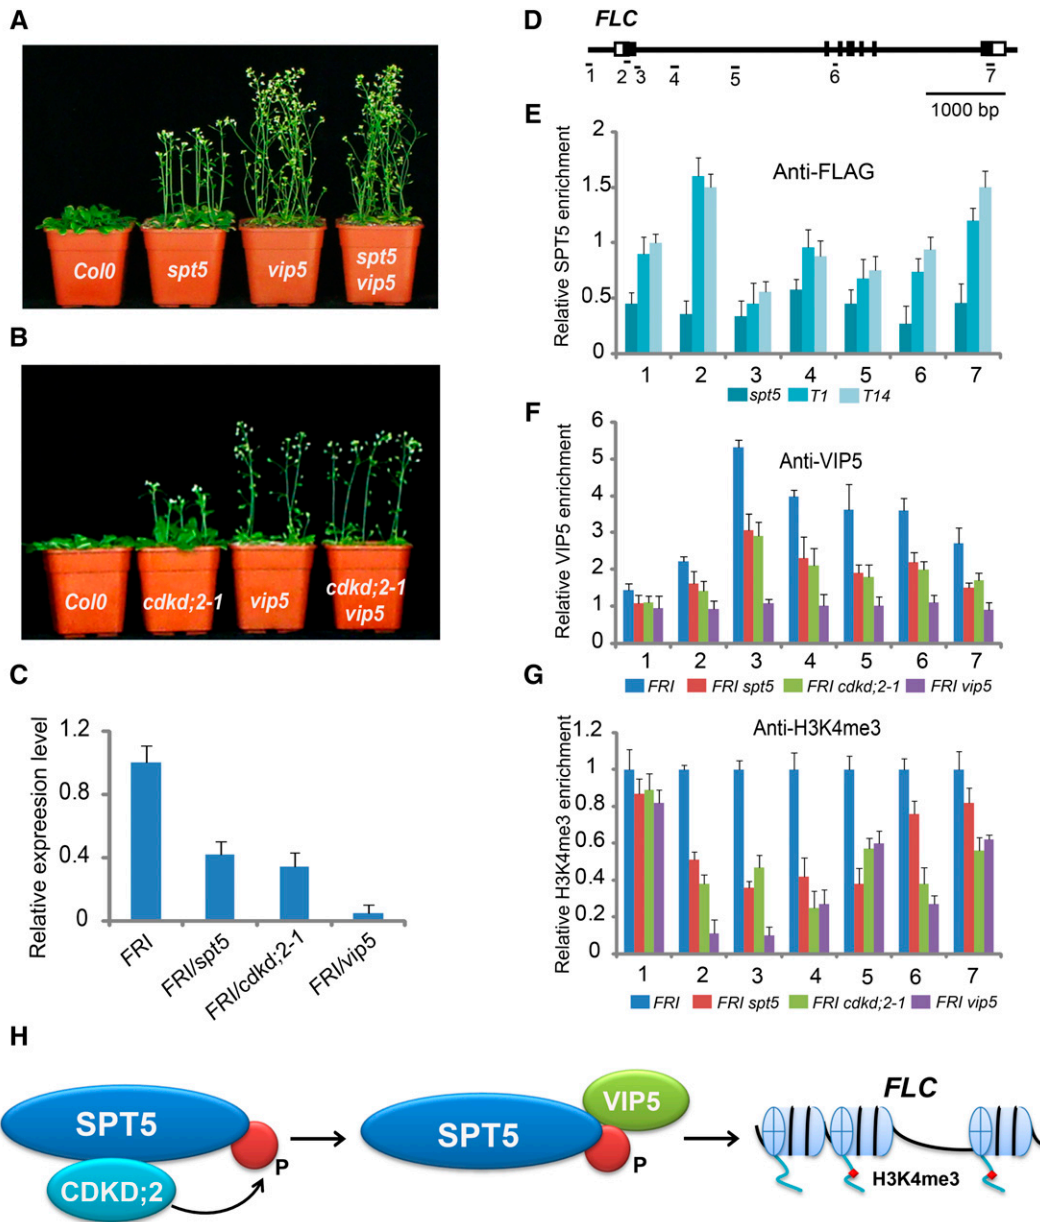 A
Col0
spt5
vip5
spt5
vip5
B
Col0
cdkd;2-1
vip5
cdkd;2-1
vip5
C
Relative expreesion level
1.2
0.8
0.4
0
FRI
FRI/spt5
FRI/cdkd;2-1
FRI/vip5
D
FLC
1
2
3
4
5
6
7
1000 bp
E
Anti-FLAG
Relative SPT5 enrichment
2
1.5
1
0.5
0
1 2 3 4 5 6 7
spt5 T1 T14
F
Anti-VIP5
Relative VIP5 enrichment
6
5
4
3
2
1
0
1 2 3 4 5 6 7
FRI FRI spt5 FRI cdkd;2-1 FRI vip5
G
Anti-H3K4me3
Relative H3K4me3 enrichment
1.2
1
0.8
0.6
0.4
0.2
0
1 2 3 4 5 6 7
FRI FRI spt5 FRI cdkd;2-1 FRI vip5
H
SPT5
CDKD;2
P
SPT5
VIP5
P
FLC
H3K4me3